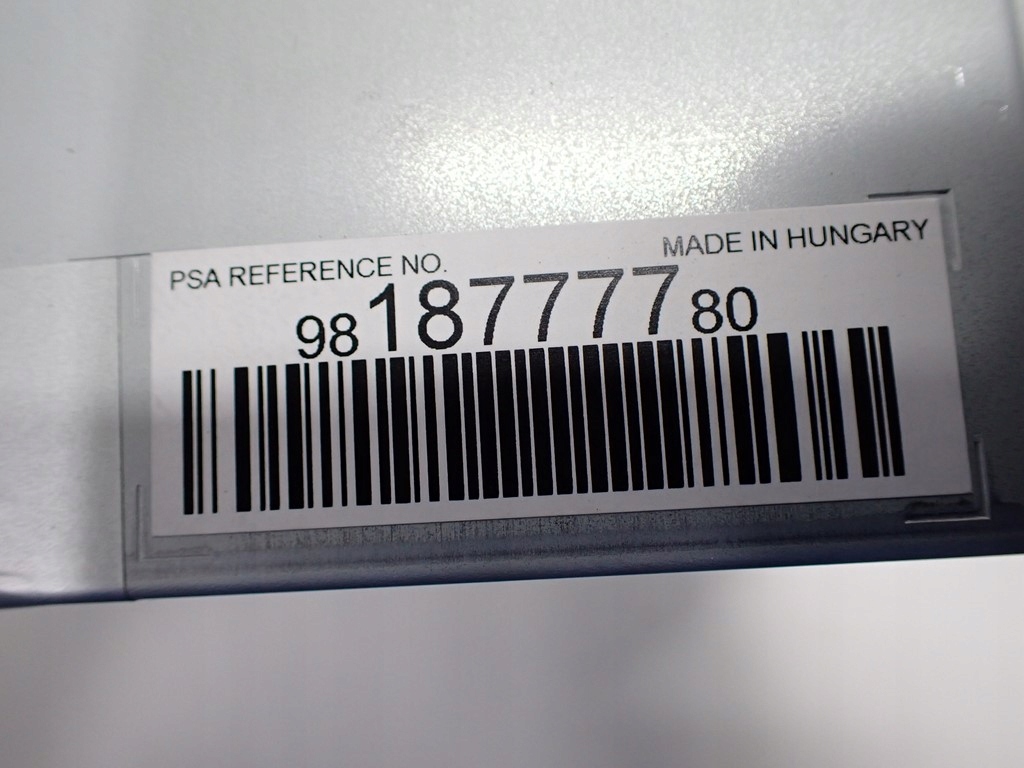 PSA REFERENCE NO. MADE IN HUNGARY
9818777780